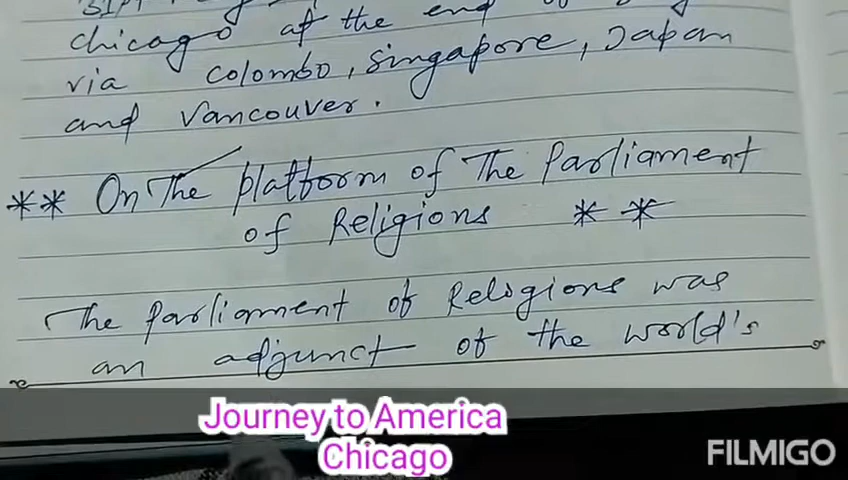 chicago at the end of
via colombo, singapore, Japan
and vancouver.
** On The platform of The Parliament
of Religions **
The parliament of Religions was
an adjunct of the world's
Journey to America
Chicago
FILMIGO